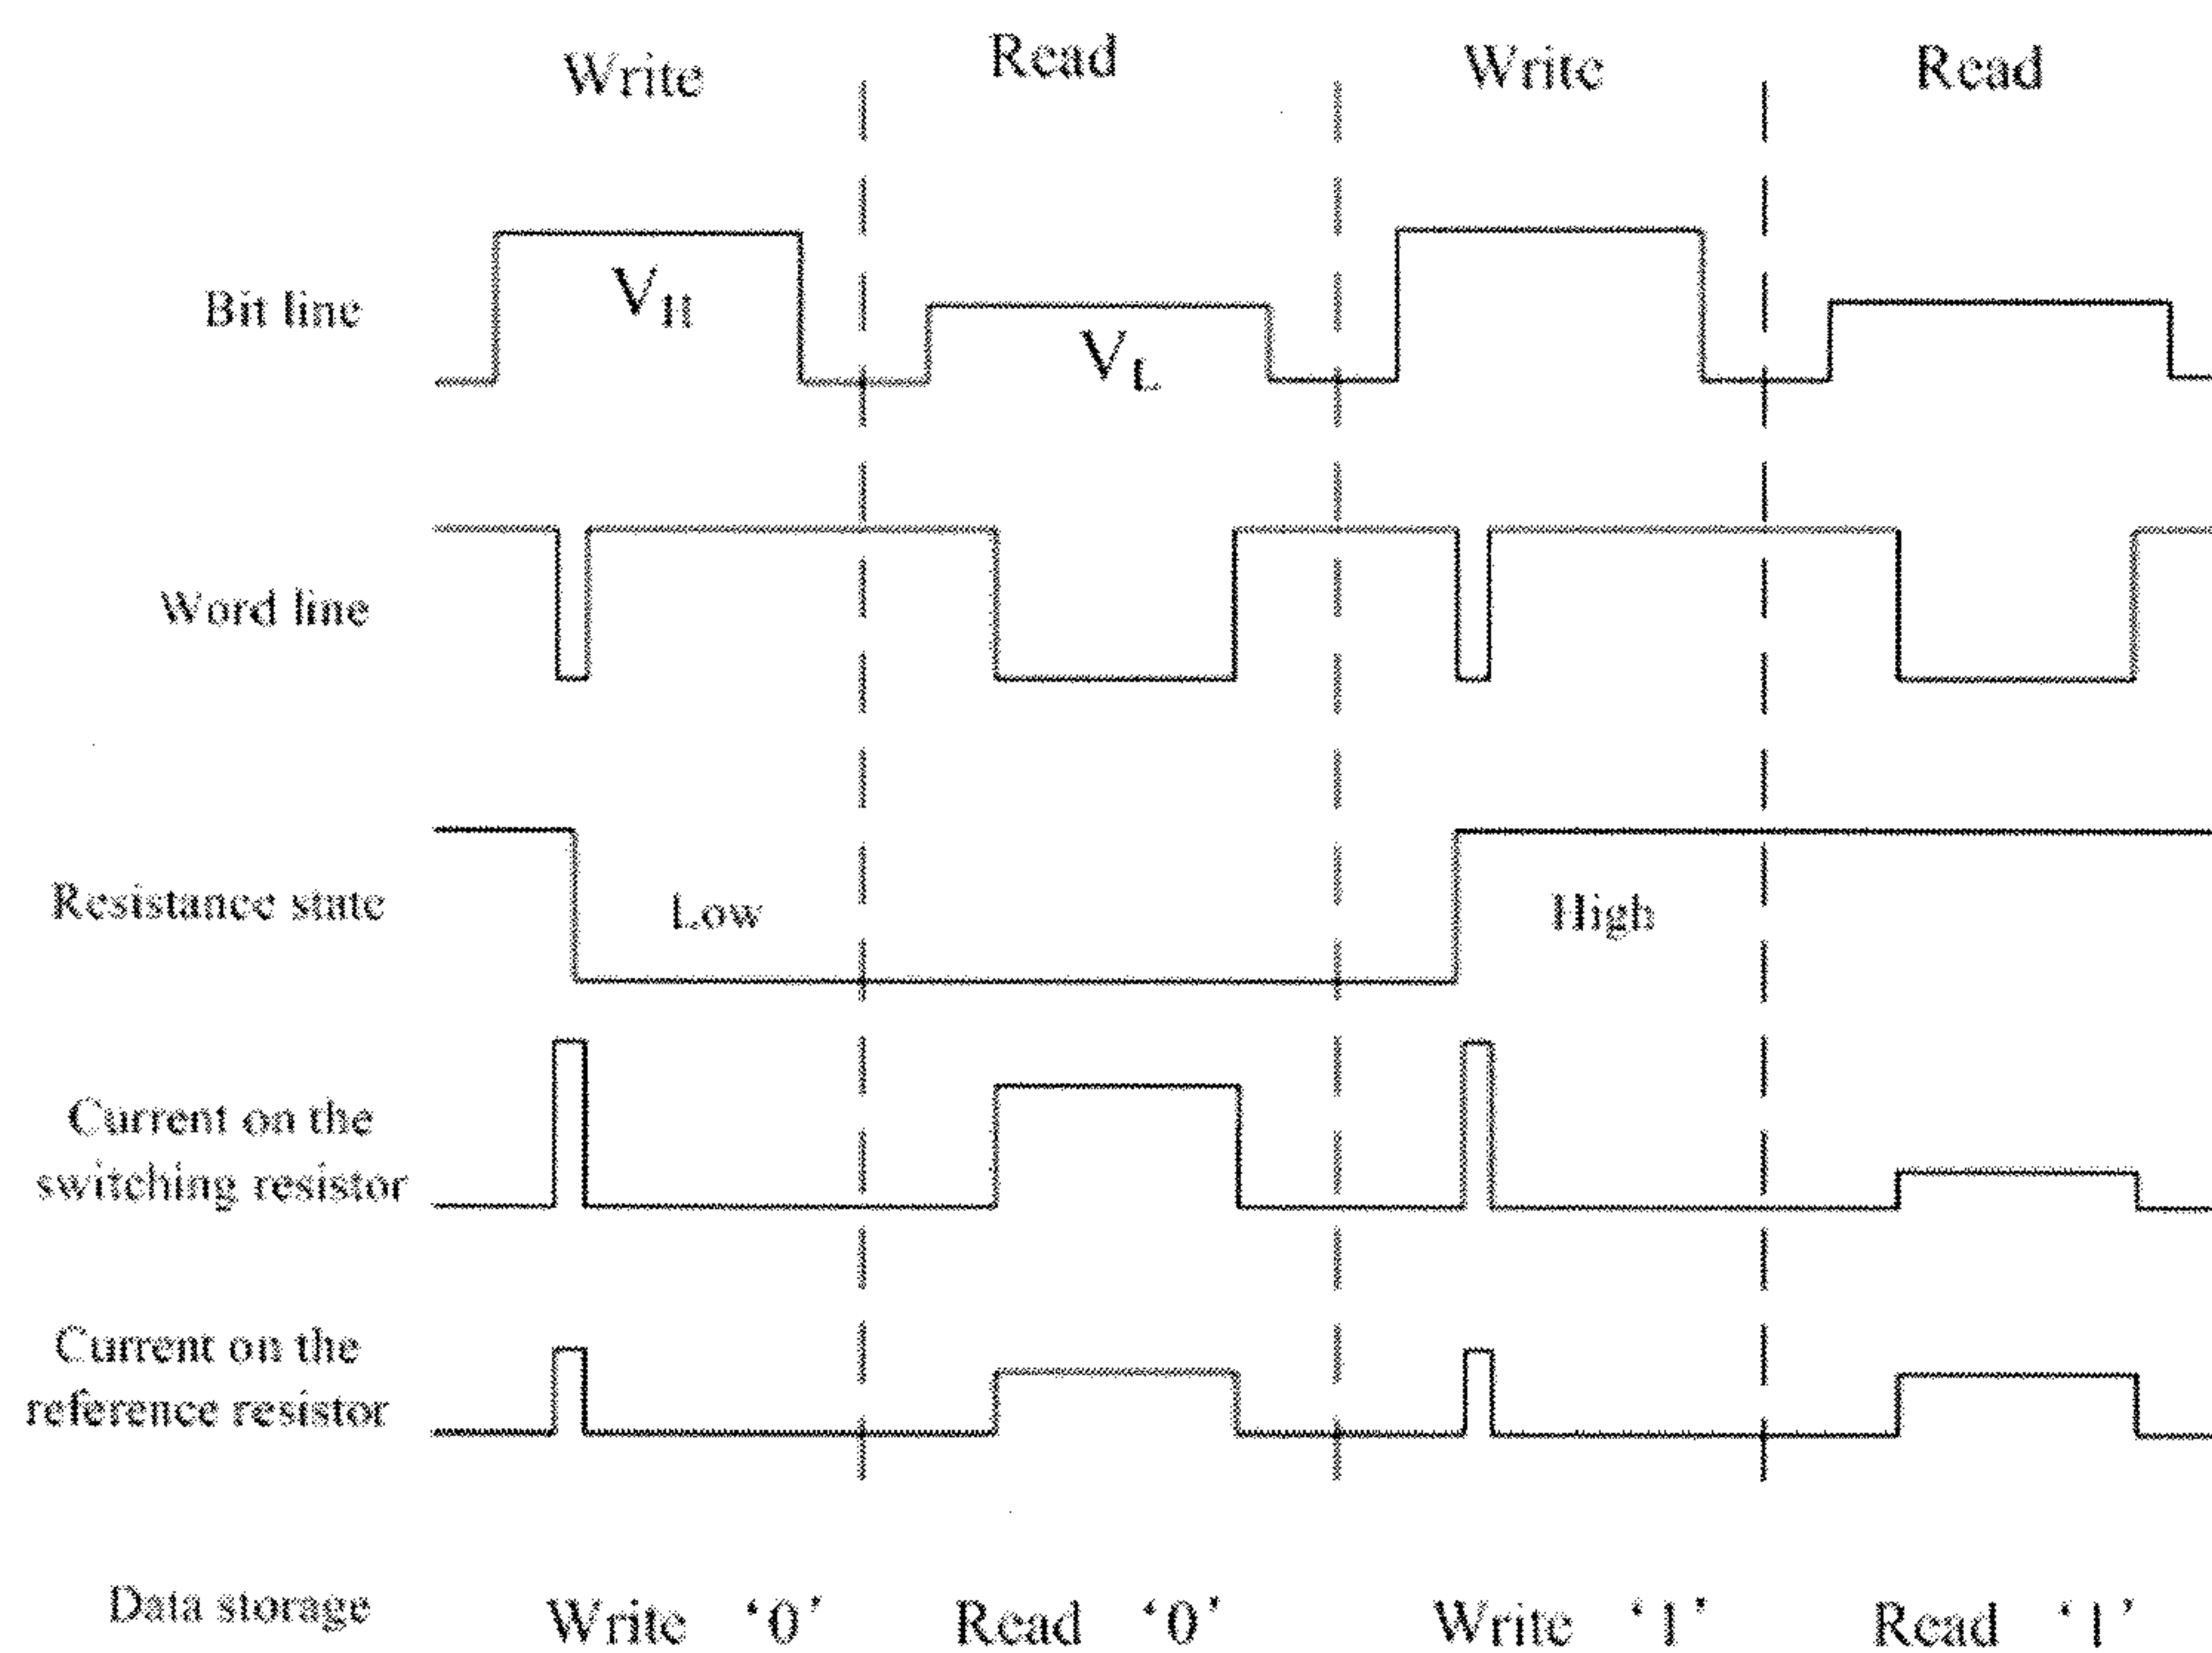 Write Read Write Read
Bit line
V_H
V_L
Word line
Resistance state
Low
High
Current on the
switching resistor
Current on the
reference resistor
Data storage Write ‘0’ Read ‘0’ Write ‘1’ Read ‘1’